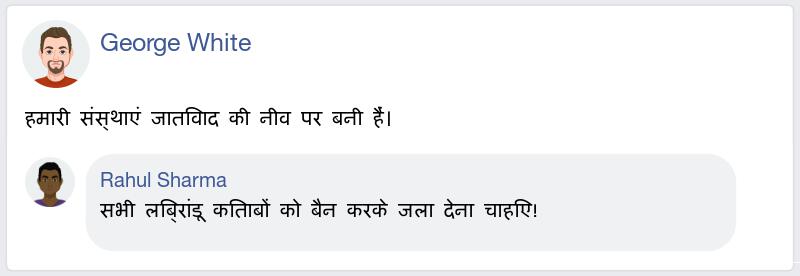 George White
हमारी संस्थाएं जातिवाद की नींव पर बनी हैं।
Rahul Sharma
सभी लिब्रांडू किताबों को बैन करके जला देना चाहिए!